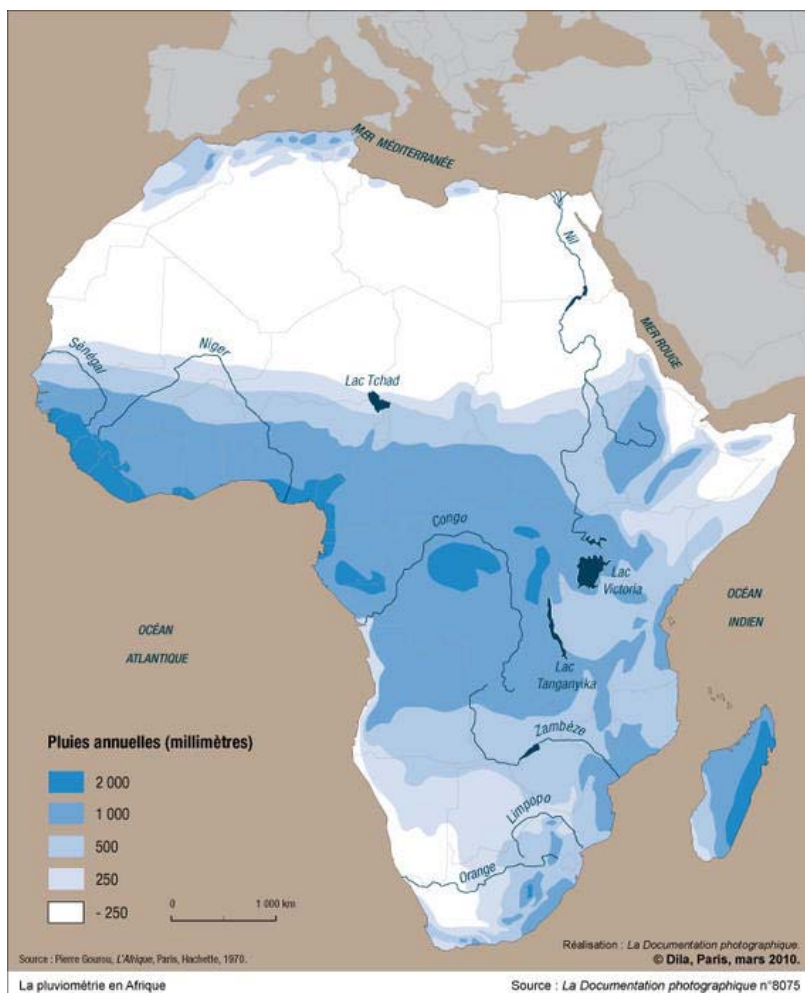 MER MÉDITERRANÉE
Nil
MER ROUGE
Sénégal
Niger
Lac Tchad
Congo
Lac
Victoria
OCÉAN
INDIEN
OCÉAN
ATLANTIQUE
Lac
Tanganyika
Zambèze
Limpopo
Orange
Pluies annuelles (millimètres)
2 000
1 000
500
250
- 250
0 1 000 km
Source : Pierre Gourou, L'Afrique, Paris, Hachette, 1970.
Réalisation : La Documentation photographique.
© Dila, Paris, mars 2010.
La pluviométrie en Afrique
Source : La Documentation photographique n°8075